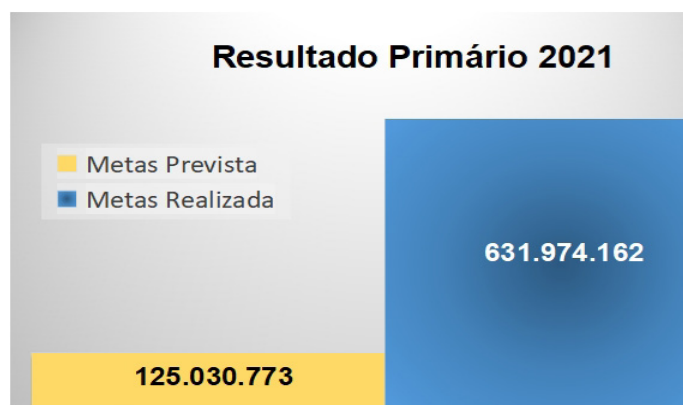 Resultado Primário 2021
Metas Prevista
Metas Realizada
631.974.162
125.030.773